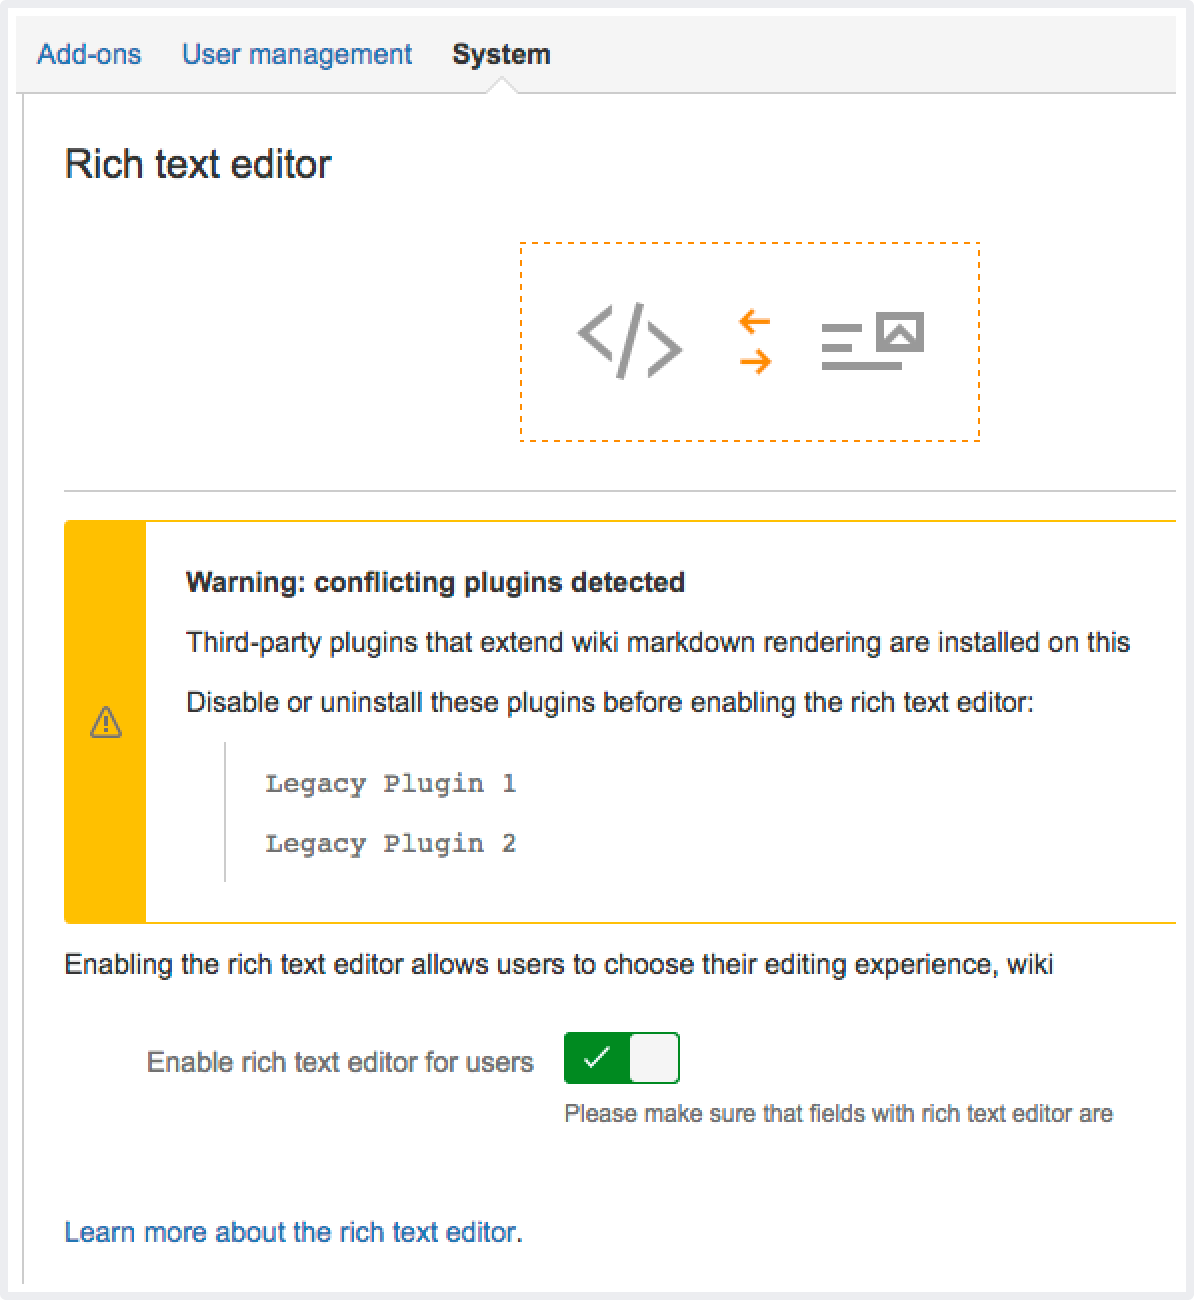 Add-ons User management System
Rich text editor
Warning: conflicting plugins detected
Third-party plugins that extend wiki markdown rendering are installed on this
Disable or uninstall these plugins before enabling the rich text editor:
Legacy Plugin 1
Legacy Plugin 2
Enabling the rich text editor allows users to choose their editing experience, wiki
Enable rich text editor for users
Please make sure that fields with rich text editor are
Learn more about the rich text editor.